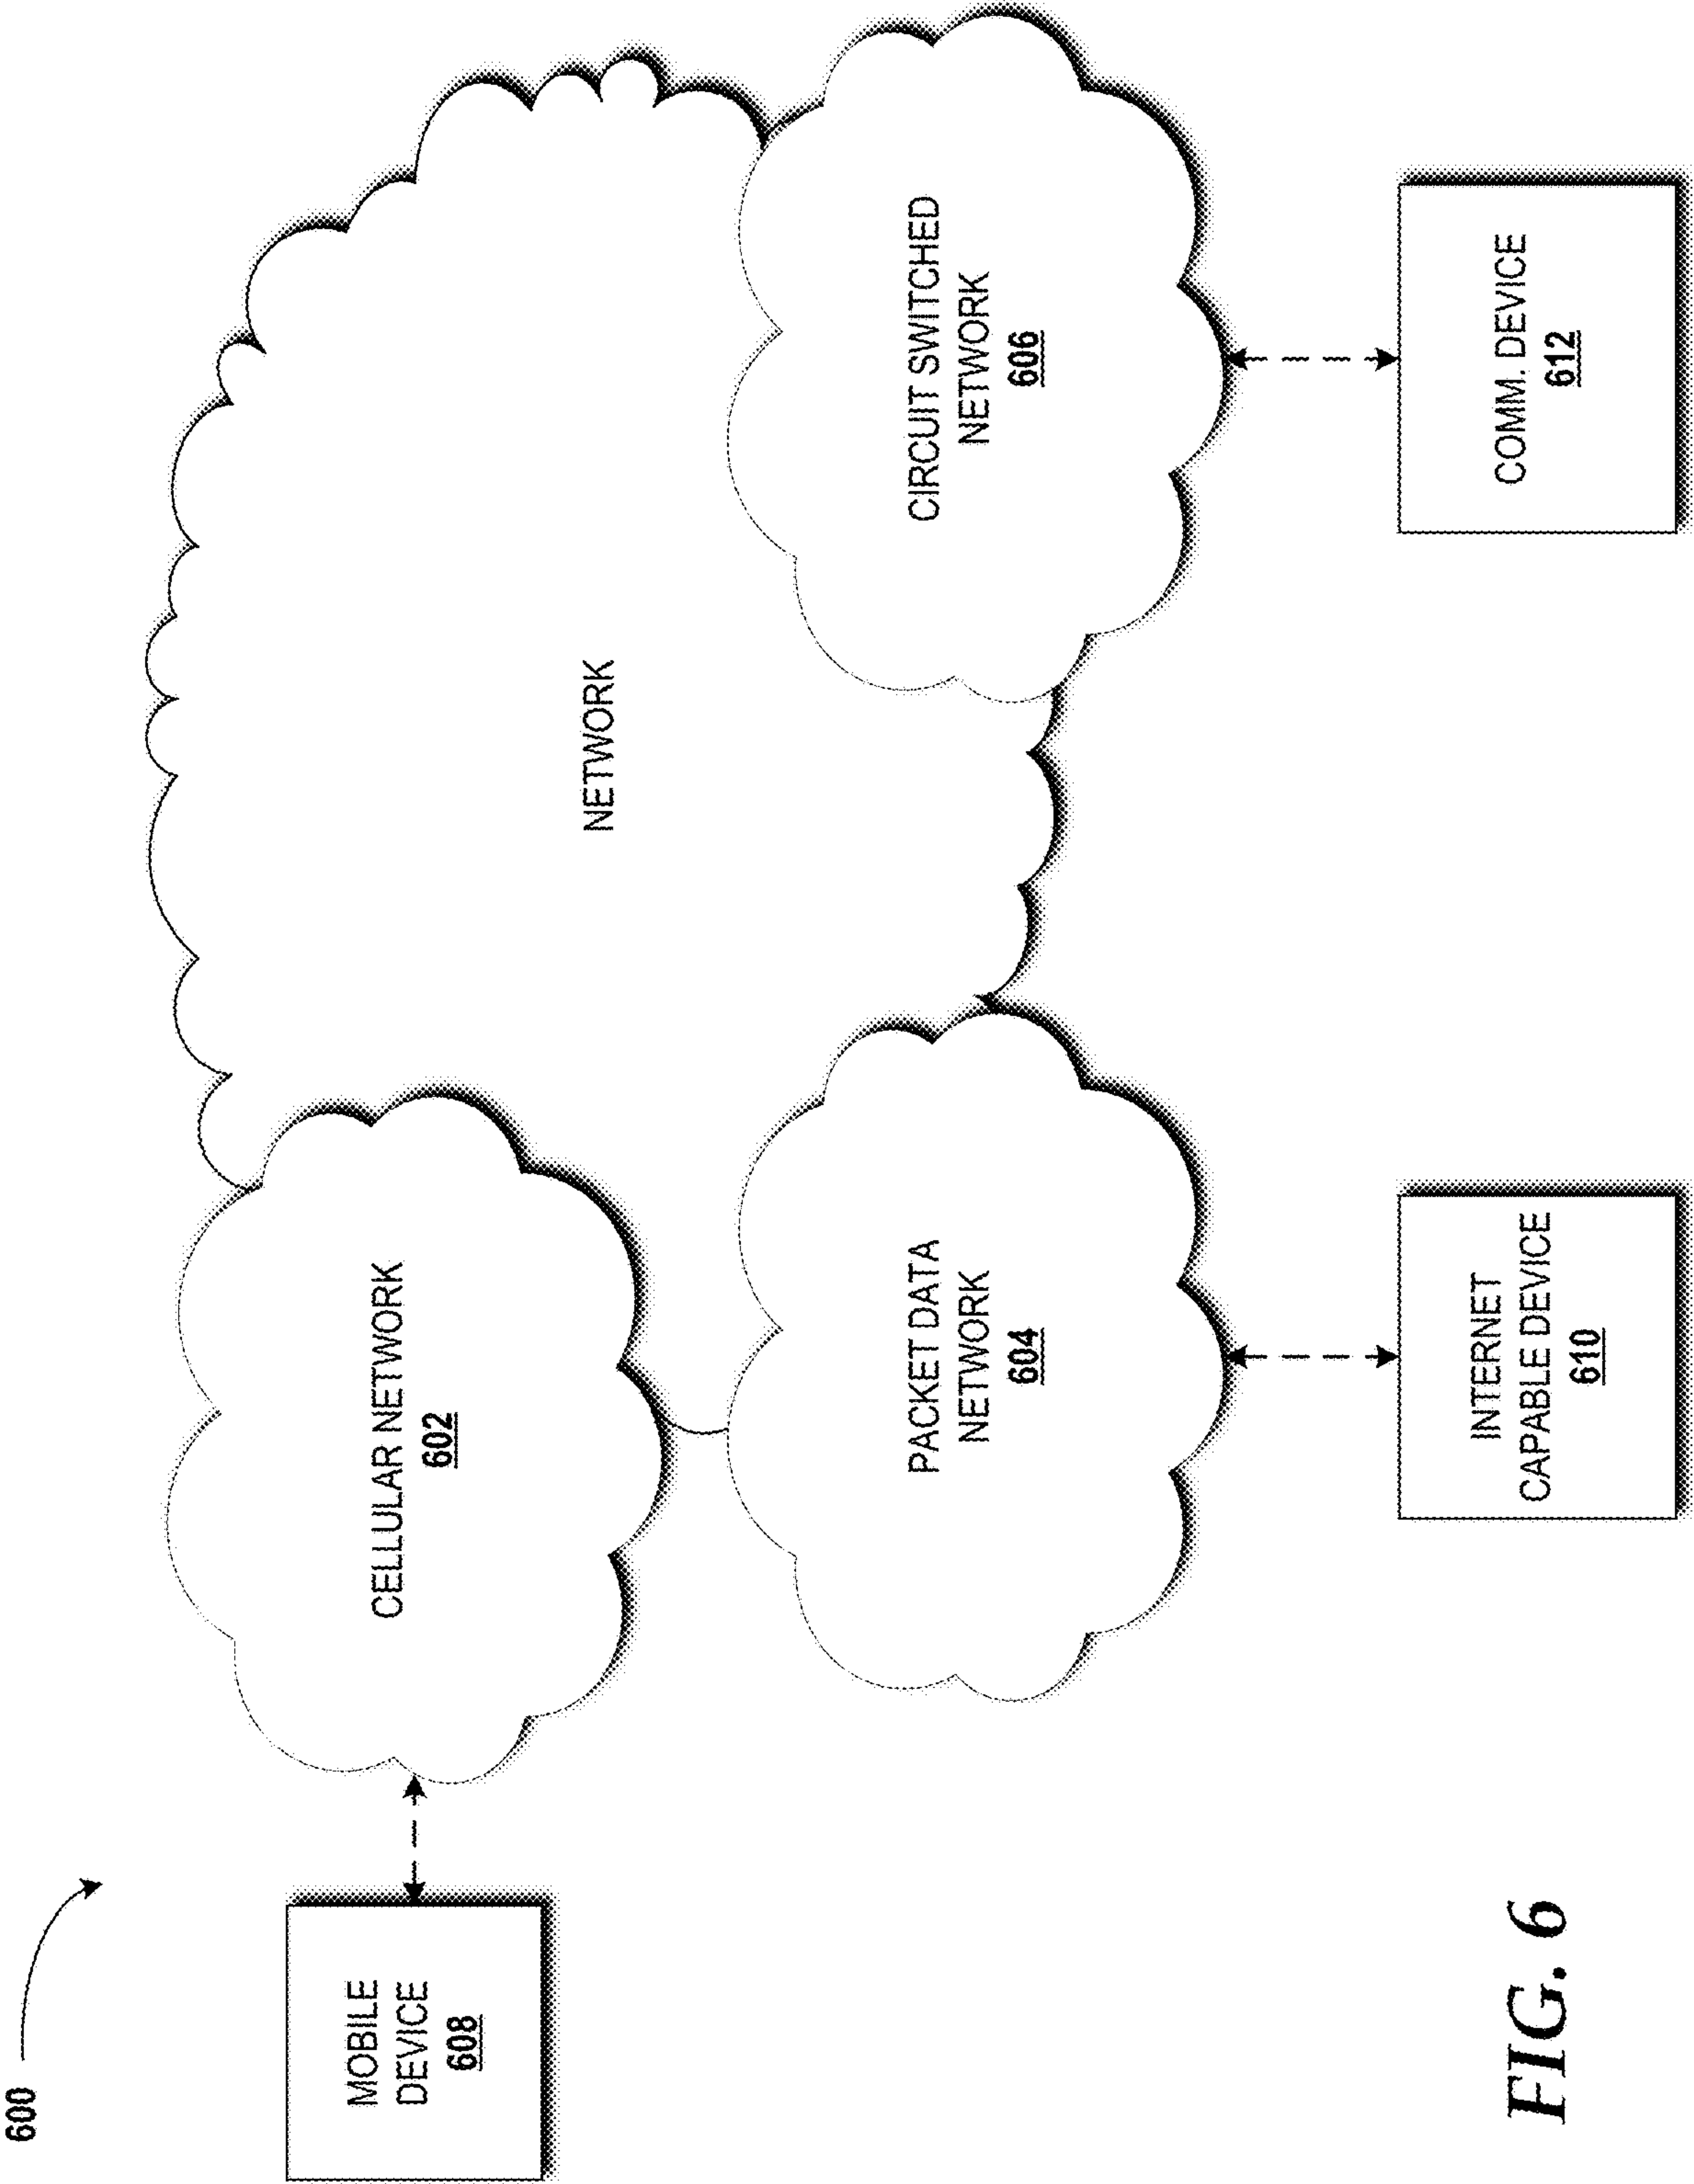 600
NETWORK
CELLULAR NETWORK
602
MOBILE
DEVICE
608
PACKET DATA
NETWORK
604
CIRCUIT SWITCHED
NETWORK
606
INTERNET
CAPABLE DEVICE
610
COMM. DEVICE
612
FIG. 6